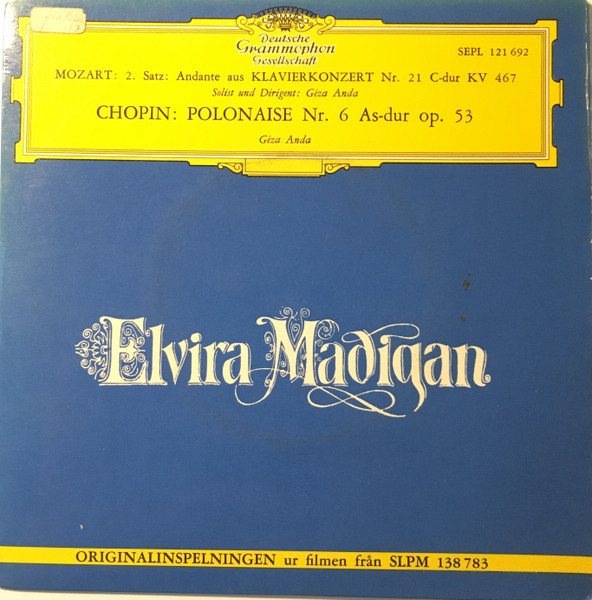 Deutsche
Grammophon
Gesellschaft
SEPL 121 692
MOZART: 2. Satz: Andante aus KLAVIERKONZERT Nr. 21 C-dur KV 467
Solist und Dirigent: Géza Anda
CHOPIN: POLONAISE Nr. 6 As-dur op. 53
Géza Anda
Elvira Madigan
ORIGINALINSPELNINGEN ur filmen från SLPM 138 783